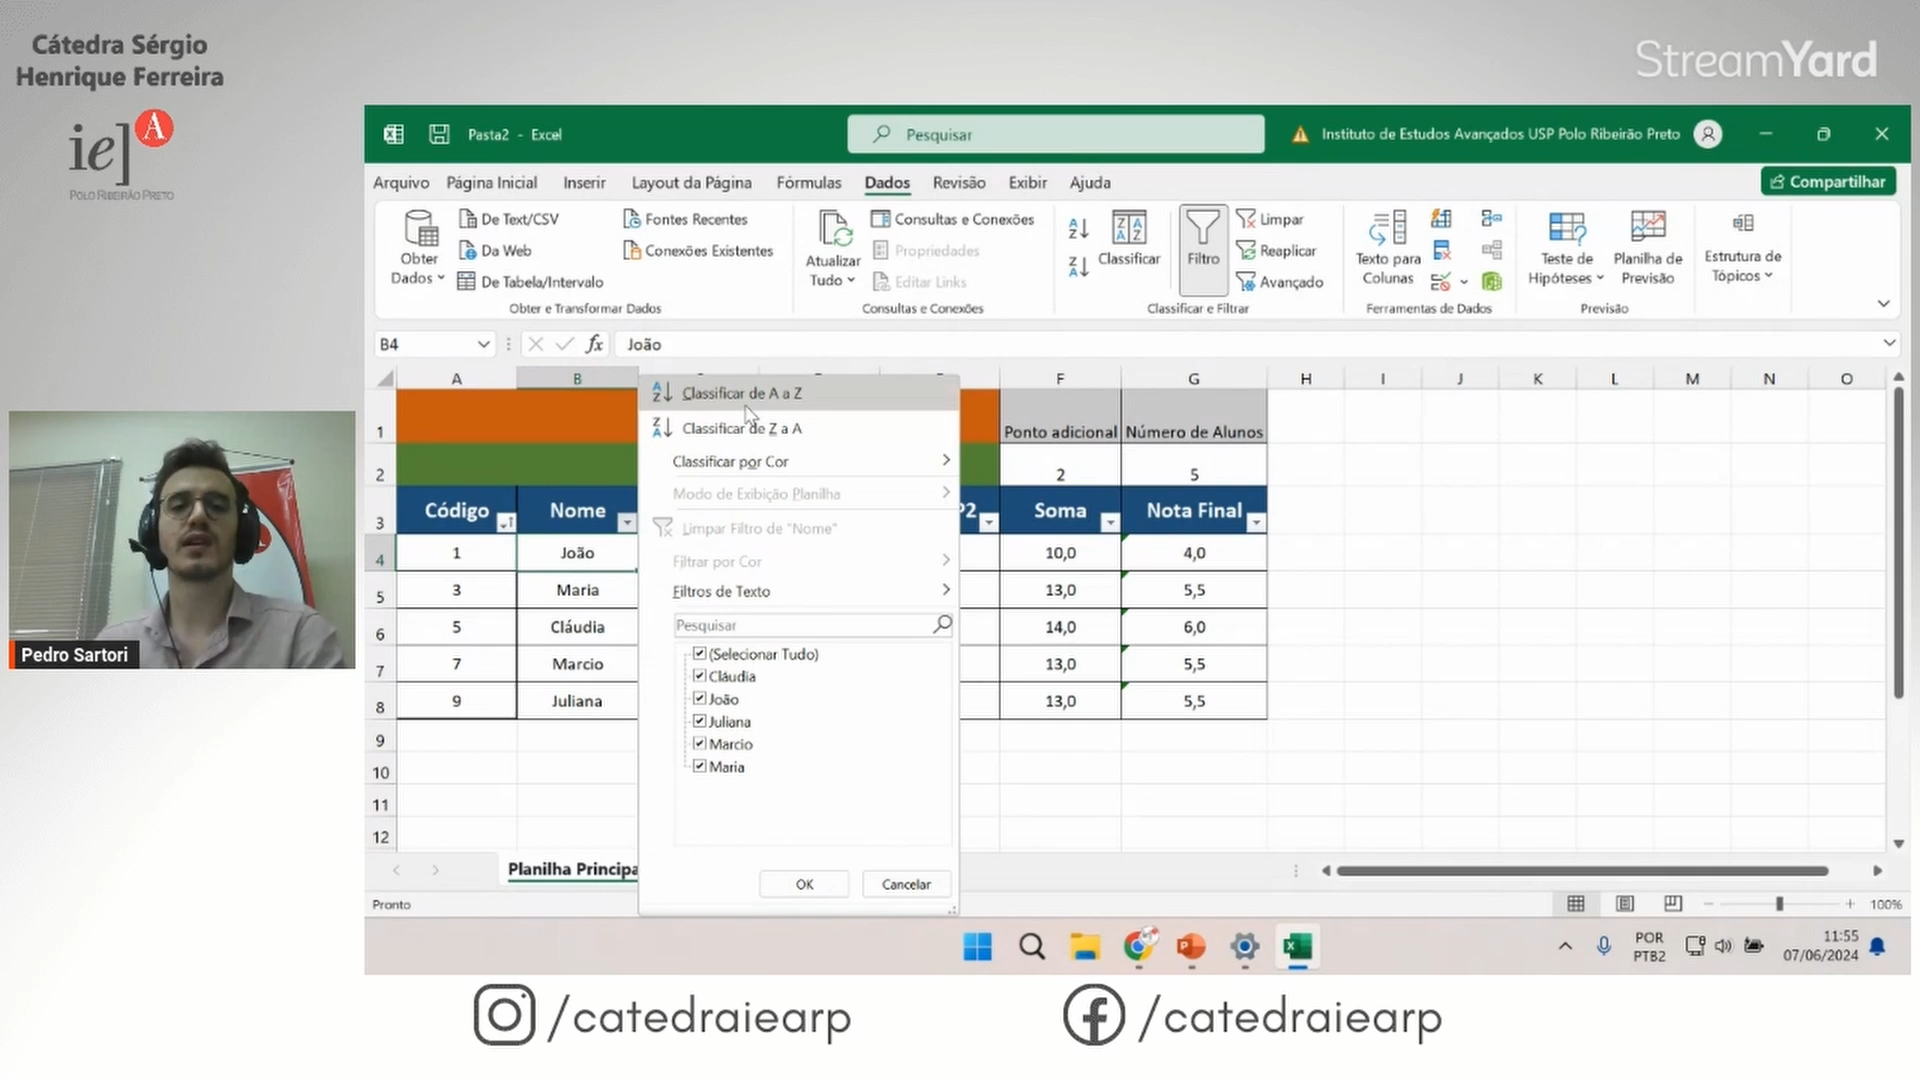 Cátedra Sérgio
Henrique Ferreira
ie] A
POLO RIBEIRÃO PRETO
StreamYard
Pasta2 - Excel
Pesquisar
Instituto de Estudos Avançados USP Polo Ribeirão Preto
Arquivo Página Inicial Inserir Layout da Página Fórmulas Dados Revisão Exibir Ajuda
Compartilhar
Obter
Dados
De Text/CSV
Da Web
De Tabela/Intervalo
Fontes Recentes
Conexões Existentes
Obter e Transformar Dados
Atualizar
Tudo
Consultas e Conexões
Propriedades
Editar Links
Consultas e Conexões
Classificar
Filtro
Limpar
Reaplicar
Avançado
Classificar e Filtrar
Texto para
Colunas
Ferramentas de Dados
Teste de
Hipóteses
Planilha de
Previsão
Previsão
Estrutura de
Tópicos
B4
fx
João
A B F G H I J K L M N O
1 Ponto adicional Número de Alunos
2 2 5
3 Código Nome P2 Soma Nota Final
4 1 João 10,0 4,0
5 3 Maria 13,0 5,5
6 5 Cláudia 14,0 6,0
7 7 Marcio 13,0 5,5
8 9 Juliana 13,0 5,5
9
10
11
12
Classificar de A a Z
Classificar de Z a A
Classificar por Cor
Modo de Exibição Planilha
Limpar Filtro de "Nome"
Filtrar por Cor
Filtros de Texto
Pesquisar
(Selecionar Tudo)
Cláudia
João
Juliana
Marcio
Maria
OK
Cancelar
Planilha Principa
Pronto
100%
POR
PTB2
11:55
07/06/2024
Pedro Sartori
/catedraiearp
/catedraiearp